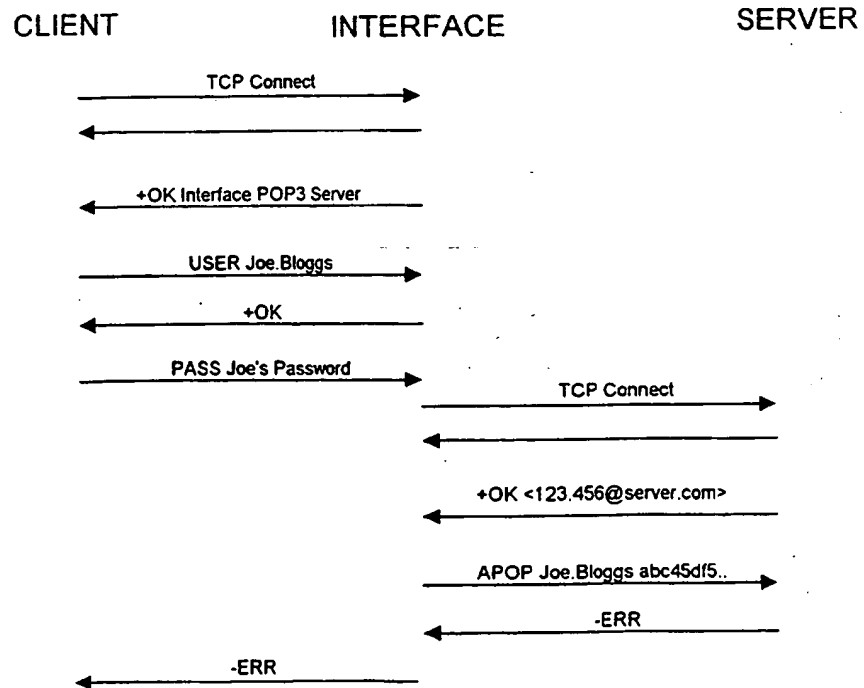 CLIENT INTERFACE SERVER
TCP Connect
+OK Interface POP3 Server
USER Joe.Bloggs
+OK
PASS Joe's Password
TCP Connect
+OK <123.456@server.com>
APOP Joe.Bloggs abc45df5..
-ERR
-ERR